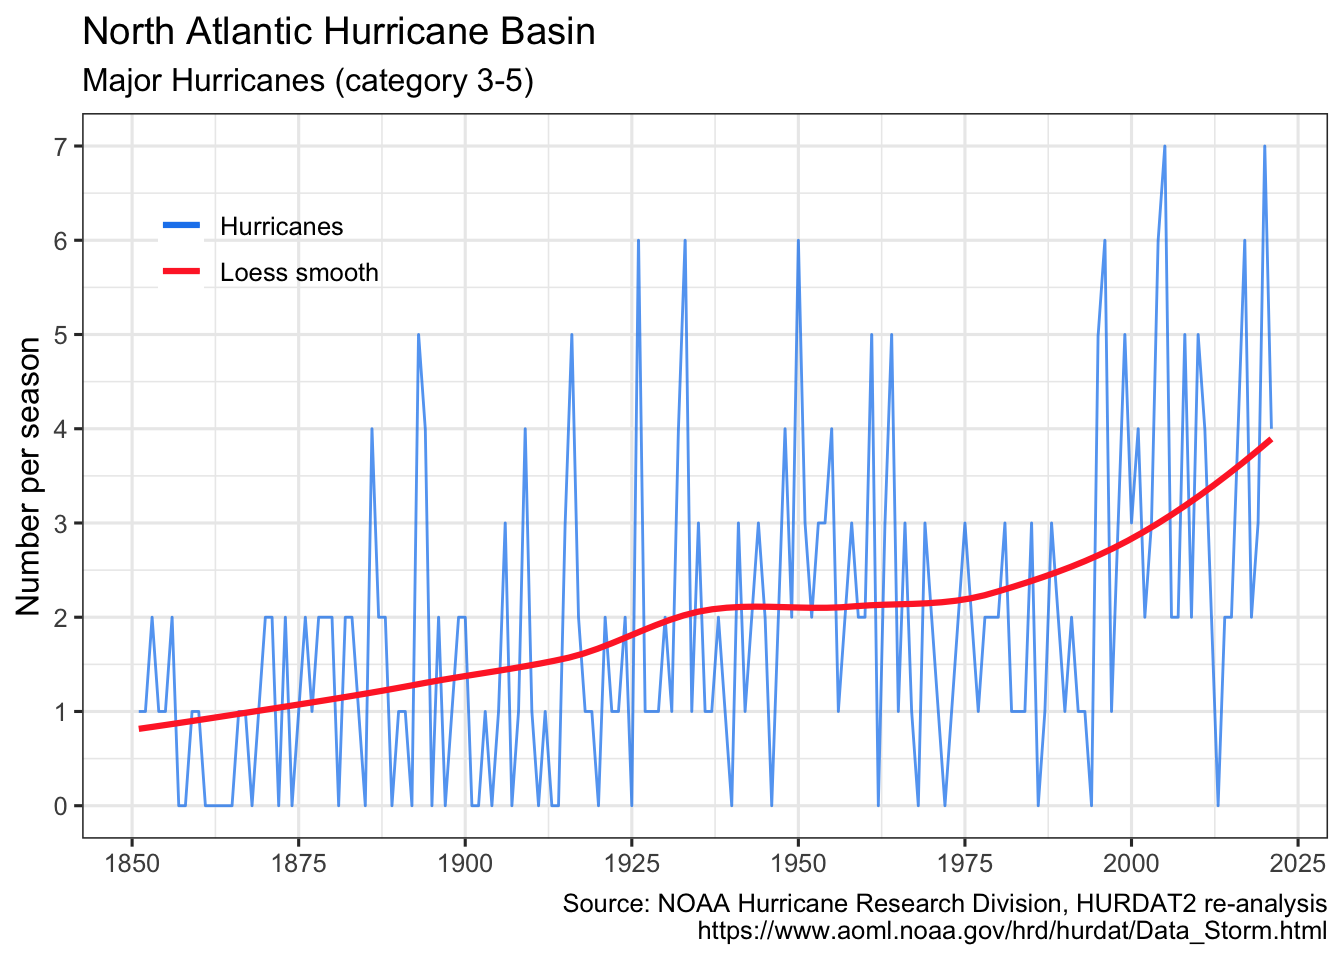 North Atlantic Hurricane Basin
Major Hurricanes (category 3-5)
Number per season
7
6
5
4
3
2
1
0
Hurricanes
Loess smooth
1850 1875 1900 1925 1950 1975 2000 2025
Source: NOAA Hurricane Research Division, HURDAT2 re-analysis
https://www.aoml.noaa.gov/hrd/hurdat/Data_Storm.html